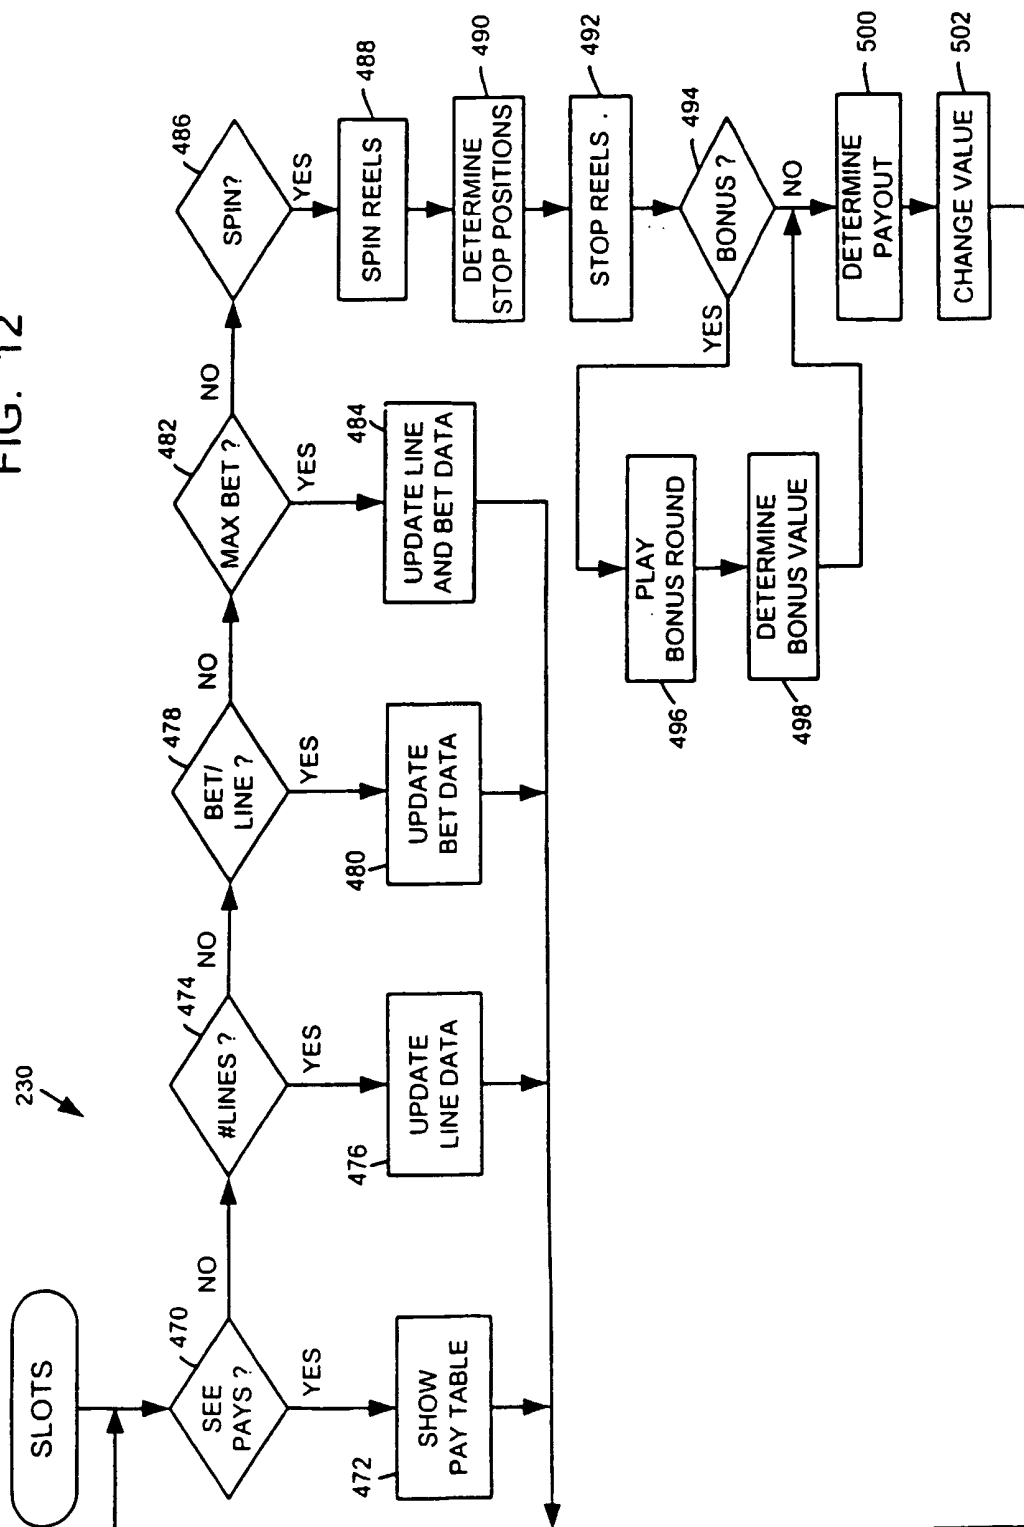 FIG. 12
230
SLOTS
470
SEE
PAYS ?
NO
YES
472
SHOW
PAY TABLE
474
#LINES ?
NO
YES
476
UPDATE
LINE DATA
478
BET/
LINE ?
NO
YES
480
UPDATE
BET DATA
482
MAX BET ?
NO
YES
484
UPDATE LINE
AND BET DATA
486
SPIN?
YES
488
SPIN REELS
490
DETERMINE
STOP POSITIONS
492
STOP REELS
494
BONUS ?
YES
NO
496
PLAY
BONUS ROUND
498
DETERMINE
BONUS VALUE
500
DETERMINE
PAYOUT
502
CHANGE VALUE